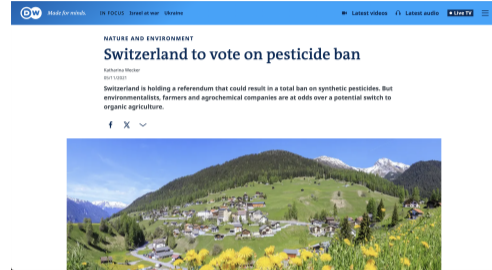 DW Made for minds. IN FOCUS Israel at war Ukraine Latest videos Latest audio Live TV
NATURE AND ENVIRONMENT
Switzerland to vote on pesticide ban
Katharina Wecker
Switzerland is holding a referendum that could result in a total ban on synthetic pesticides. But
environmentalists, farmers and agrochemical companies are at odds over a potential switch to
organic agriculture.